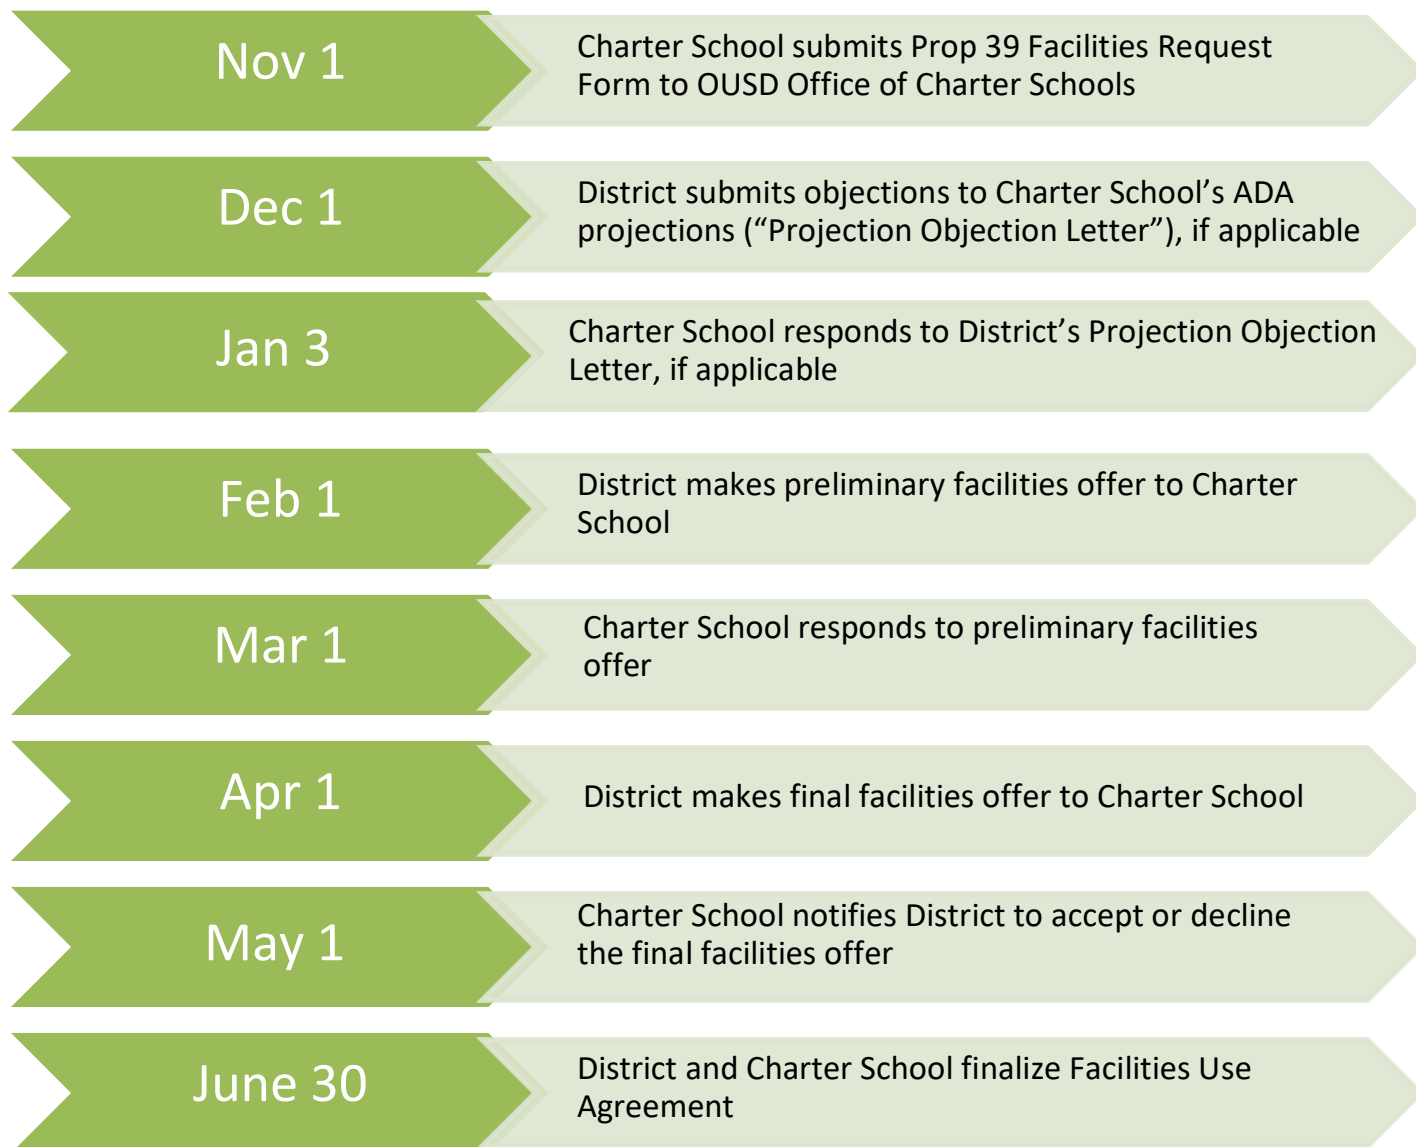 Nov 1
Charter School submits Prop 39 Facilities Request
Form to OUSD Office of Charter Schools
Dec 1
District submits objections to Charter School’s ADA
projections (“Projection Objection Letter”), if applicable
Jan 3
Charter School responds to District’s Projection Objection
Letter, if applicable
Feb 1
District makes preliminary facilities offer to Charter
School
Mar 1
Charter School responds to preliminary facilities
offer
Apr 1
District makes final facilities offer to Charter School
May 1
Charter School notifies District to accept or decline
the final facilities offer
June 30
District and Charter School finalize Facilities Use
Agreement